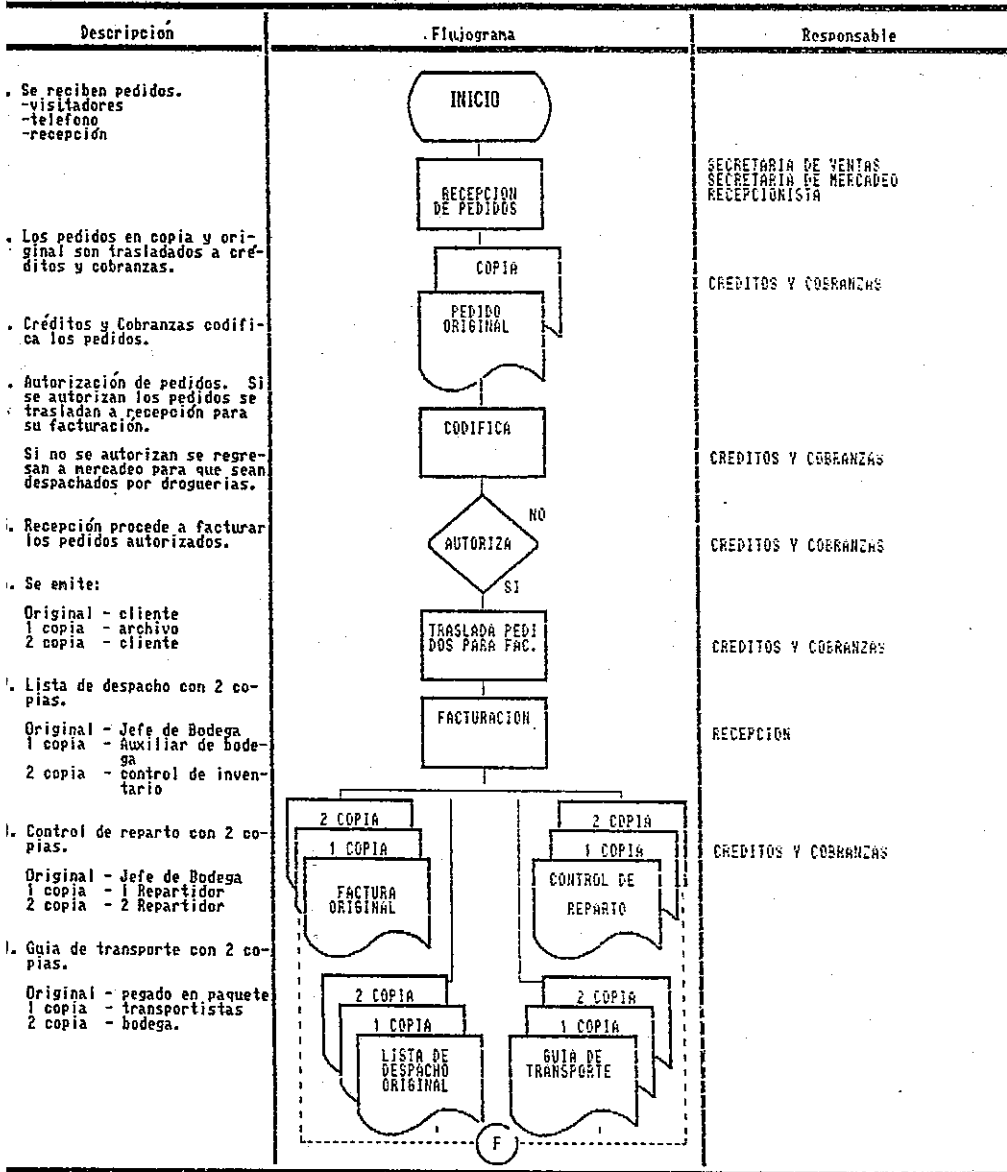 Descripción
Flujograma
Responsable
. Se reciben pedidos.
-visitadores
-telefono
-recepción
. Los pedidos en copia y ori-
ginal son trasladados a cré-
ditos y cobranzas.
. Créditos y Cobranzas codifi-
ca los pedidos.
. Autorización de pedidos. Si
se autorizan los pedidos se
trasladan a recepción para
su facturación.
Si no se autorizan se regre-
san a mercadeo para que sean
despachados por droguerias.
. Recepción procede a facturar
los pedidos autorizados.
. Se emite:
Original - cliente
1 copia - archivo
2 copia - cliente
. Lista de despacho con 2 co-
pias.
Original - Jefe de Bodega
1 copia - Auxiliar de bode-
ga
2 copia - control de inven-
tario
. Control de reparto con 2 co-
pias.
Original - Jefe de Bodega
1 copia - 1 Repartidor
2 copia - 2 Repartidor
. Guia de transporte con 2 co-
pias.
Original - pegado en paquete
1 copia - transportistas
2 copia - bodega.
INICIO
RECEPCION
DE PEDIDOS
COPIA
PEDIDO
ORIGINAL
CODIFICA
NO
AUTORIZA
SI
TRASLADA PEDI
DOS PARA FAC.
FACTURACION
2 COPIA
1 COPIA
FACTURA
ORIGINAL
2 COPIA
1 COPIA
CONTROL DE
REPARTO
2 COPIA
1 COPIA
LISTA DE
DESPACHO
ORIGINAL
2 COPIA
1 COPIA
GUIA DE
TRANSPORTE
F
SECRETARIA DE VENTAS
SECRETARIA DE MERCADEO
RECEPCIONISTA
CREDITOS Y COBRANZAS
CREDITOS Y COBRANZAS
CREDITOS Y COBRANZAS
CREDITOS Y COBRANZAS
RECEPCION
CREDITOS Y COBRANZAS